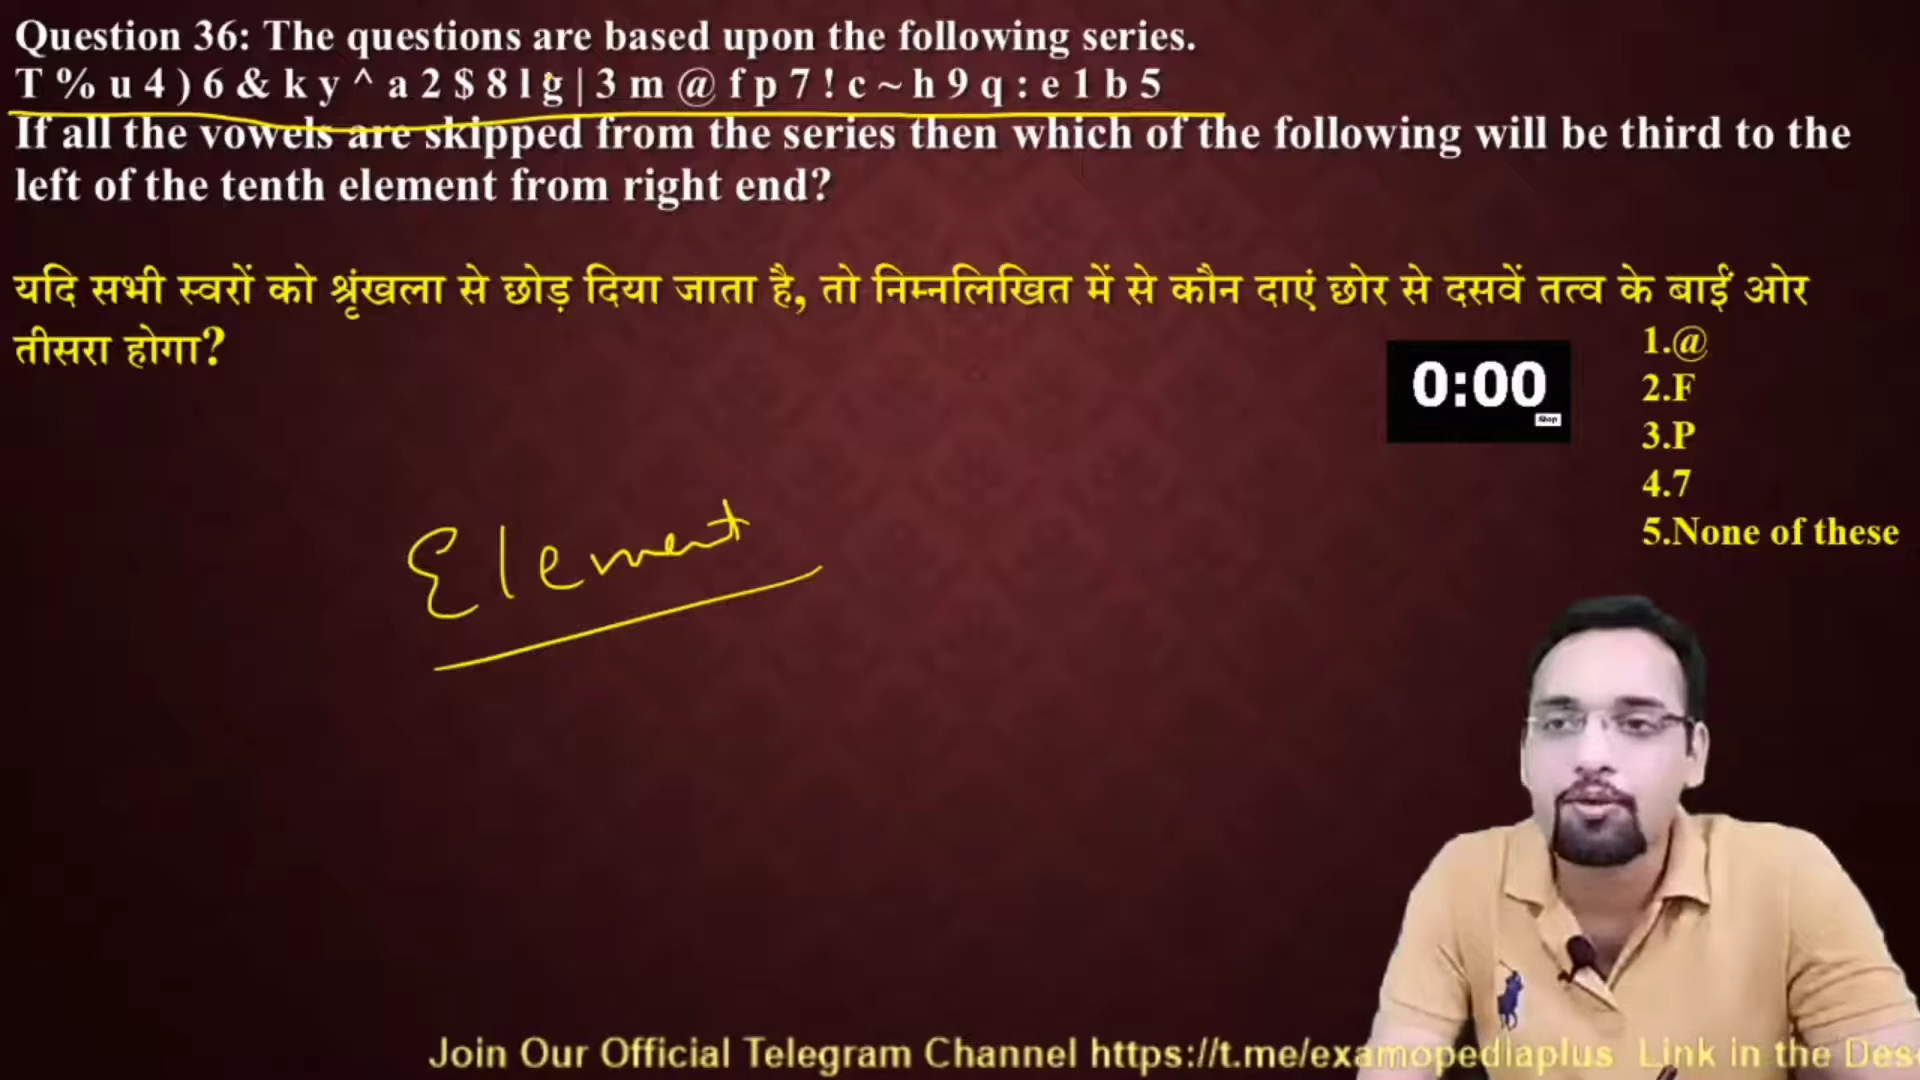 Question 36: The questions are based upon the following series.
T % u 4 ) 6 & k y ^ a 2 $ 8 l g | 3 m @ f p 7 ! c ~ h 9 q : e 1 b 5
If all the vowels are skipped from the series then which of the following will be third to the
left of the tenth element from right end?
यदि सभी स्वरों को श्रृंखला से छोड़ दिया जाता है, तो निम्नलिखित में से कौन दाएं छोर से दसवें तत्व के बाईं ओर
तीसरा होगा?
0:00
Stop
1.@
2.F
3.P
4.7
5.None of these
Element
Join Our Official Telegram Channel https://t.me/examopediaplus Link in the Des